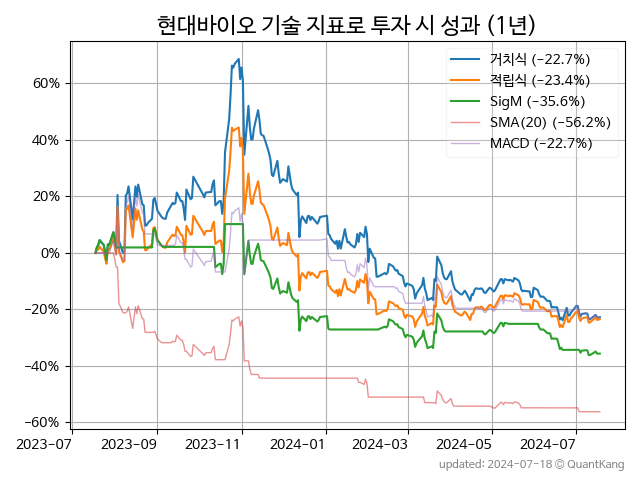 현대바이오 기술 지표로 투자 시 성과 (1년)
거치식 (−22.7%)
적립식 (−23.4%)
SigM (−35.6%)
SMA(20) (−56.2%)
MACD (−22.7%)
60%
40%
20%
0%
−20%
−40%
−60%
2023-07
2023-09
2023-11
2024-01
2024-03
2024-05
2024-07
updated: 2024-07-18 © QuantKang